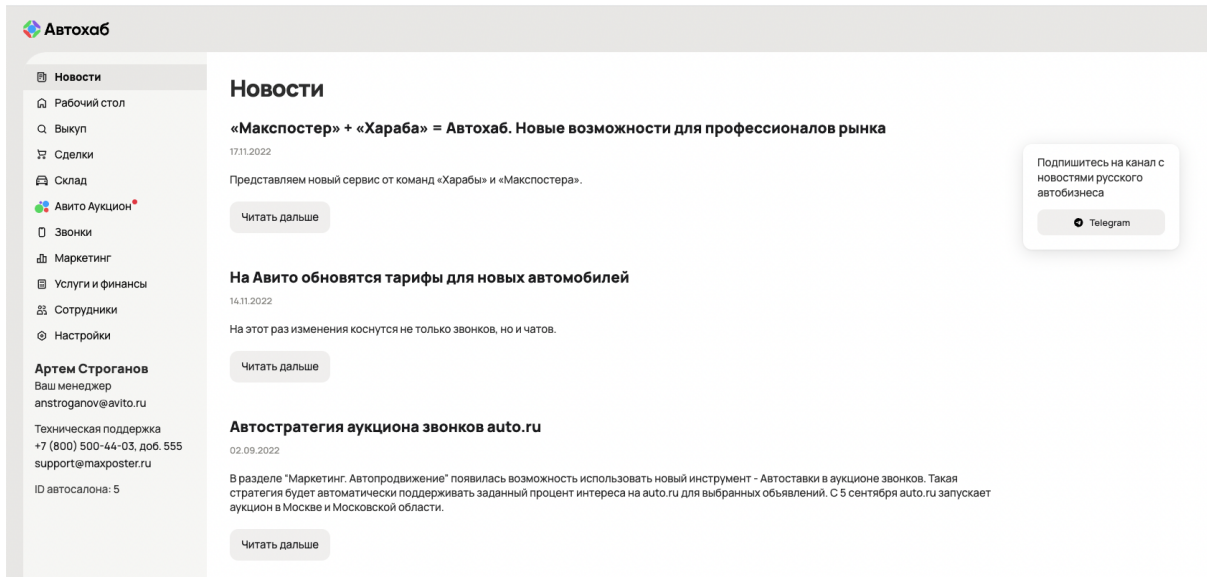 Автохаб
Новости
Рабочий стол
Выкуп
Сделки
Склад
Авито Аукцион
Звонки
Маркетинг
Услуги и финансы
Сотрудники
Настройки
Артем Строганов
Ваш менеджер
anstroganov@avito.ru
Техническая поддержка
+7 (800) 500-44-03, доб. 555
support@maxposter.ru
ID автосалона: 5
Новости
«Макспостер» + «Хараба» = Автохаб. Новые возможности для профессионалов рынка
17.11.2022
Представляем новый сервис от команд «Харабы» и «Макспостера».
Читать дальше
На Авито обновятся тарифы для новых автомобилей
14.11.2022
На этот раз изменения коснутся не только звонков, но и чатов.
Читать дальше
Автостратегия аукциона звонков auto.ru
02.09.2022
В разделе "Маркетинг. Автопродвижение" появилась возможность использовать новый инструмент - Автоставки в аукционе звонков. Такая
стратегия будет автоматически поддерживать заданный процент интереса на auto.ru для выбранных объявлений. С 5 сентября auto.ru запускает
аукцион в Москве и Московской области.
Читать дальше
Подпишитесь на канал с
новостями русского
автобизнеса
Telegram